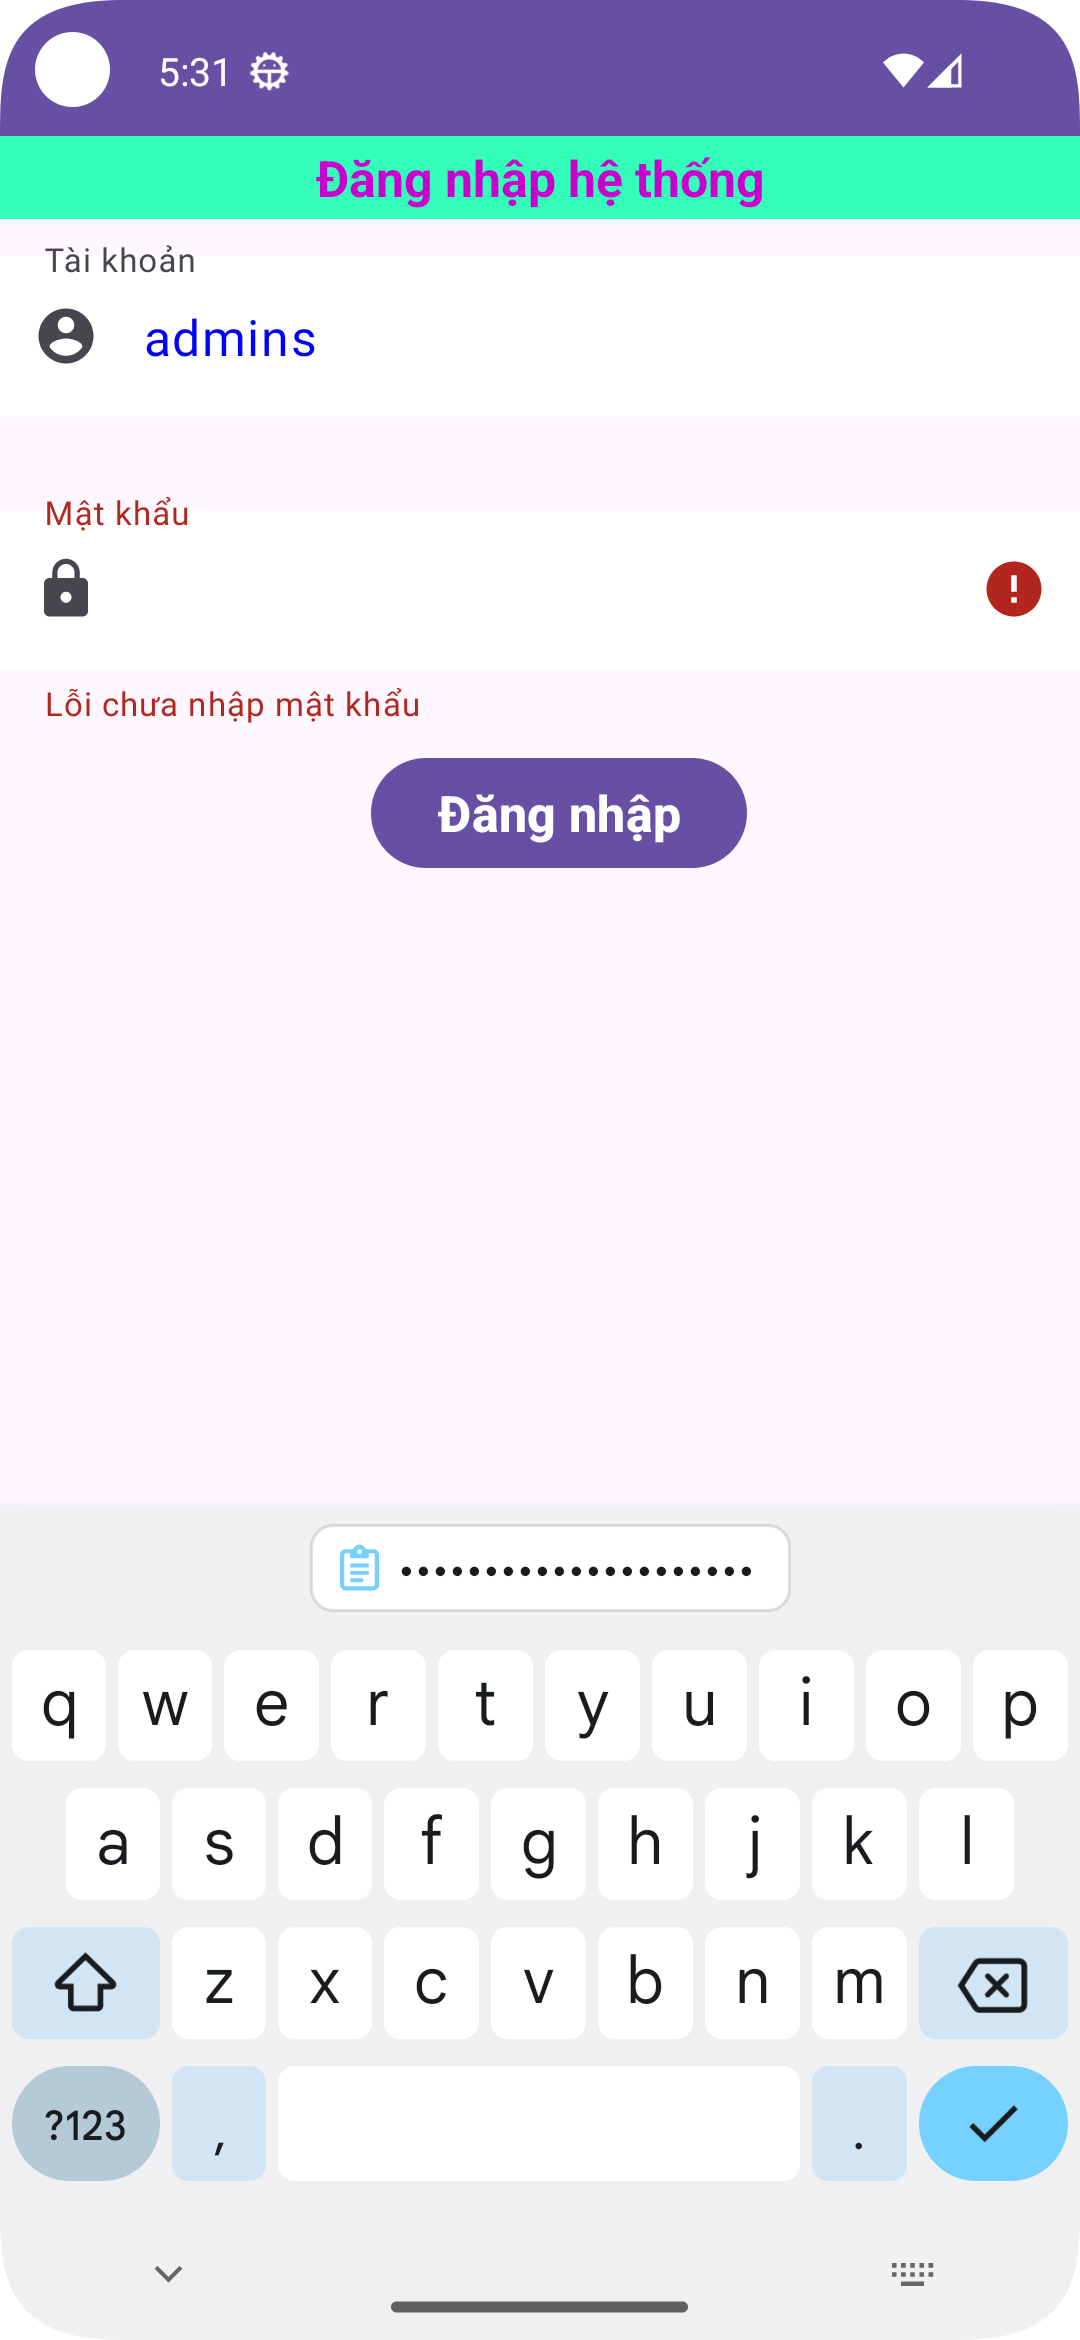 5:31
Đăng nhập hệ thống
Tài khoản
admins
Mật khẩu
Lỗi chưa nhập mật khẩu
Đăng nhập
•••••••••••••••••••••
q w e r t y u i o p
a s d f g h j k l
z x c v b n m
?123 , .